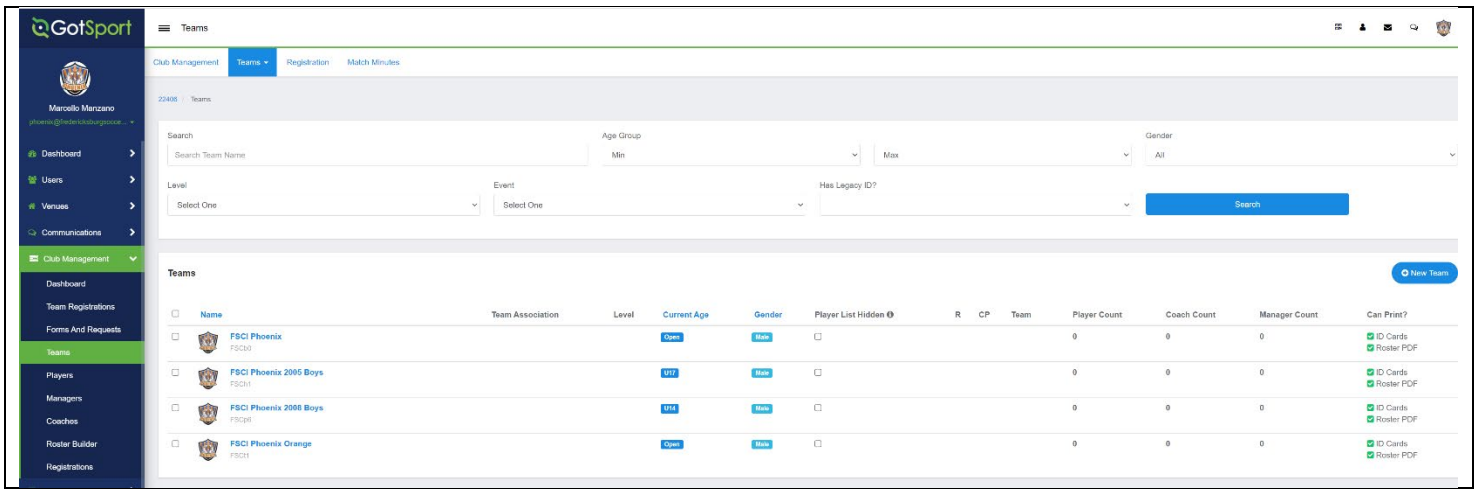 GotSport
Teams
Marcello Manzano
Dashboard
Users
Venues
Communications
Club Management
Dashboard
Team Registrations
Forms And Requests
Teams
Players
Managers
Coaches
Roster Builder
Registrations
Club Management Teams Registration Match Minutes
22406 / Teams
Search Age Group Gender
Search Team Name Min Max All
Level Event Has Legacy ID?
Select One Select One Search
Teams New Team
Name Team Association Level Current Age Gender Player List Hidden R CP Team Player Count Coach Count Manager Count Can Print?
FSCI Phoenix Open Male 0 0 0 ID Cards
Roster PDF
FSCI Phoenix 2005 Boys U17 Male 0 0 0 ID Cards
Roster PDF
FSCI Phoenix 2008 Boys U14 Male 0 0 0 ID Cards
Roster PDF
FSCI Phoenix Orange Open Male 0 0 0 ID Cards
Roster PDF